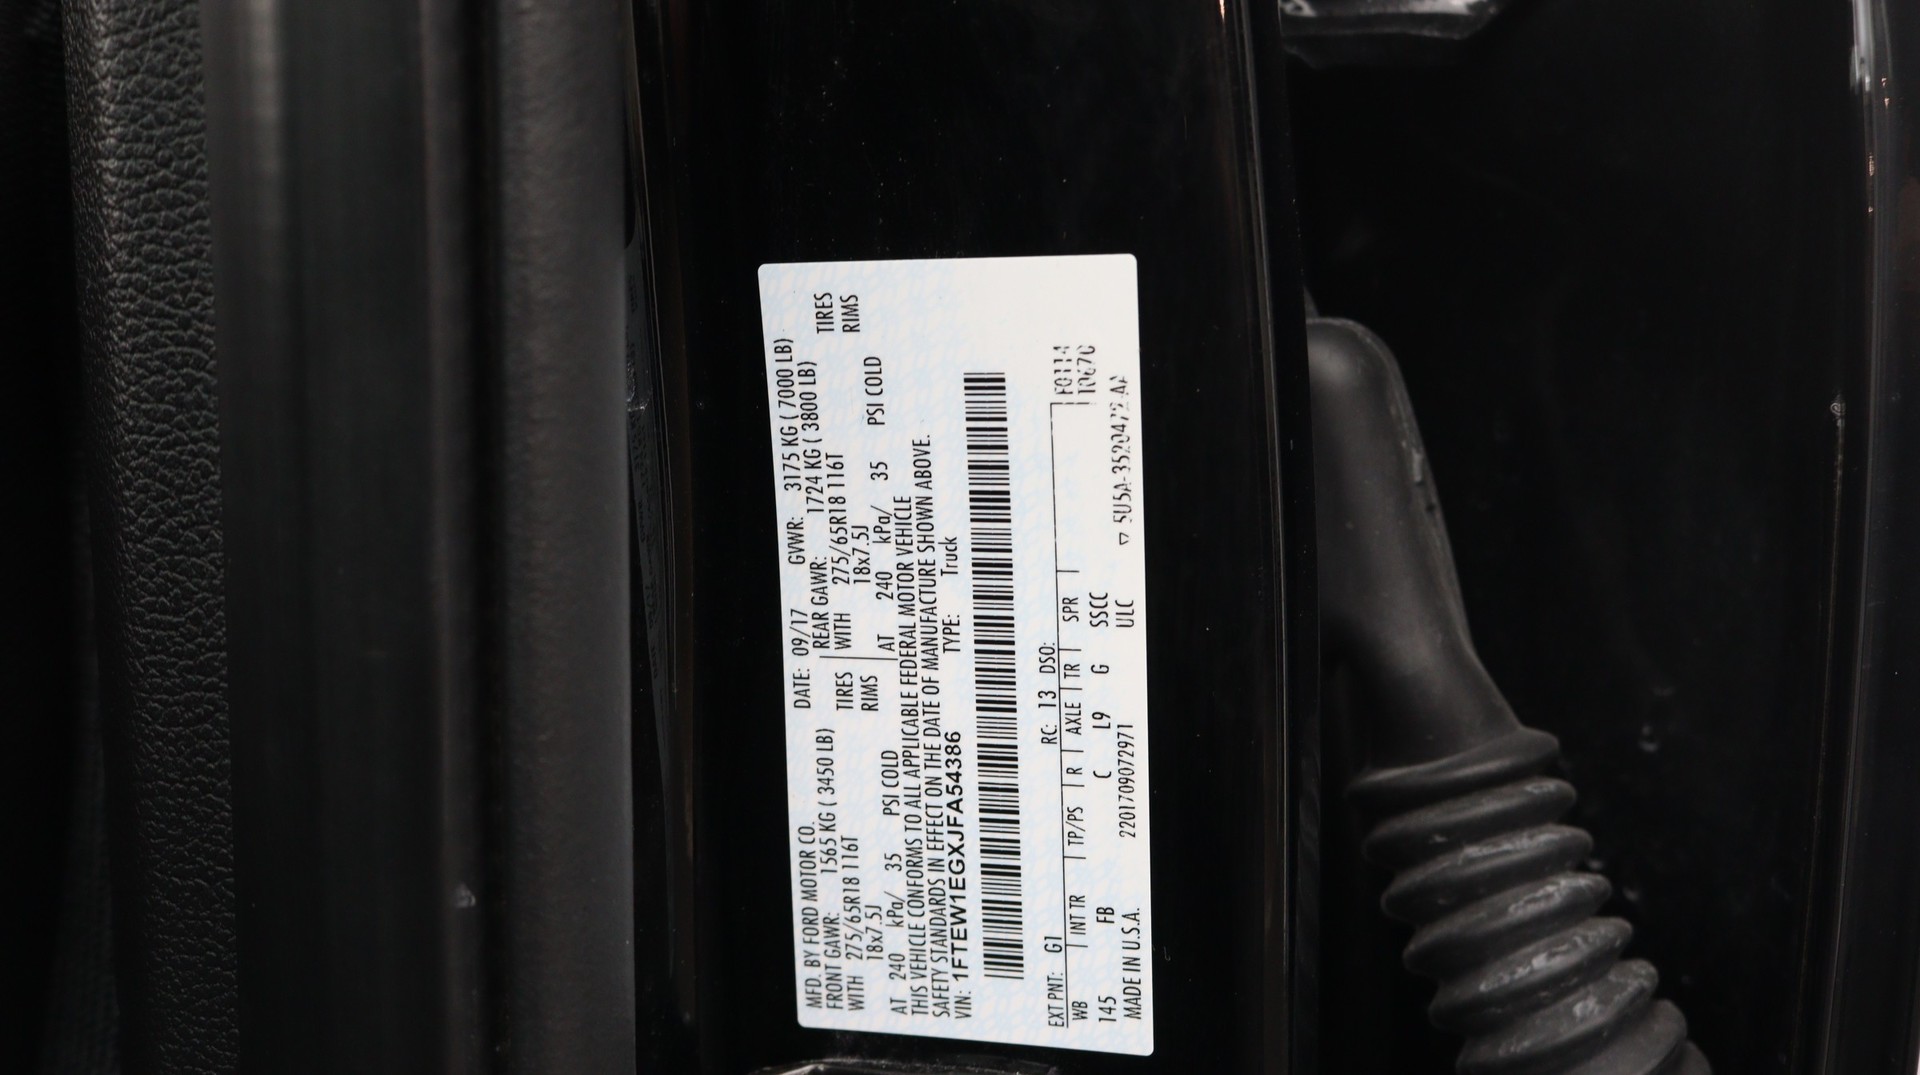 MFD. BY FORD MOTOR CO. DATE: 09/17 GVWR: 3175 KG ( 7000 LB)
FRONT GAWR: 1565 KG ( 3450 LB) REAR GAWR: 1724 KG ( 3800 LB)
WITH 275/65R18 116T TIRES WITH 275/65R18 116T TIRES
18x7.5J RIMS 18x7.5J RIMS
AT 240 kPa/ 35 PSI COLD AT 240 kPa/ 35 PSI COLD
THIS VEHICLE CONFORMS TO ALL APPLICABLE FEDERAL MOTOR VEHICLE
SAFETY STANDARDS IN EFFECT ON THE DATE OF MANUFACTURE SHOWN ABOVE.
VIN: 1FTEW1EGXJFA54386 TYPE: Truck
EXT PNT: G1 RC: 13 DSO: F0114
WB INT TR TP/PS R AXLE TR SPR 10670
145 FB C L9 G SSCC
MADE IN U.S.A. 2201709072971 ULC ▽ 5U5A-3520472-AA